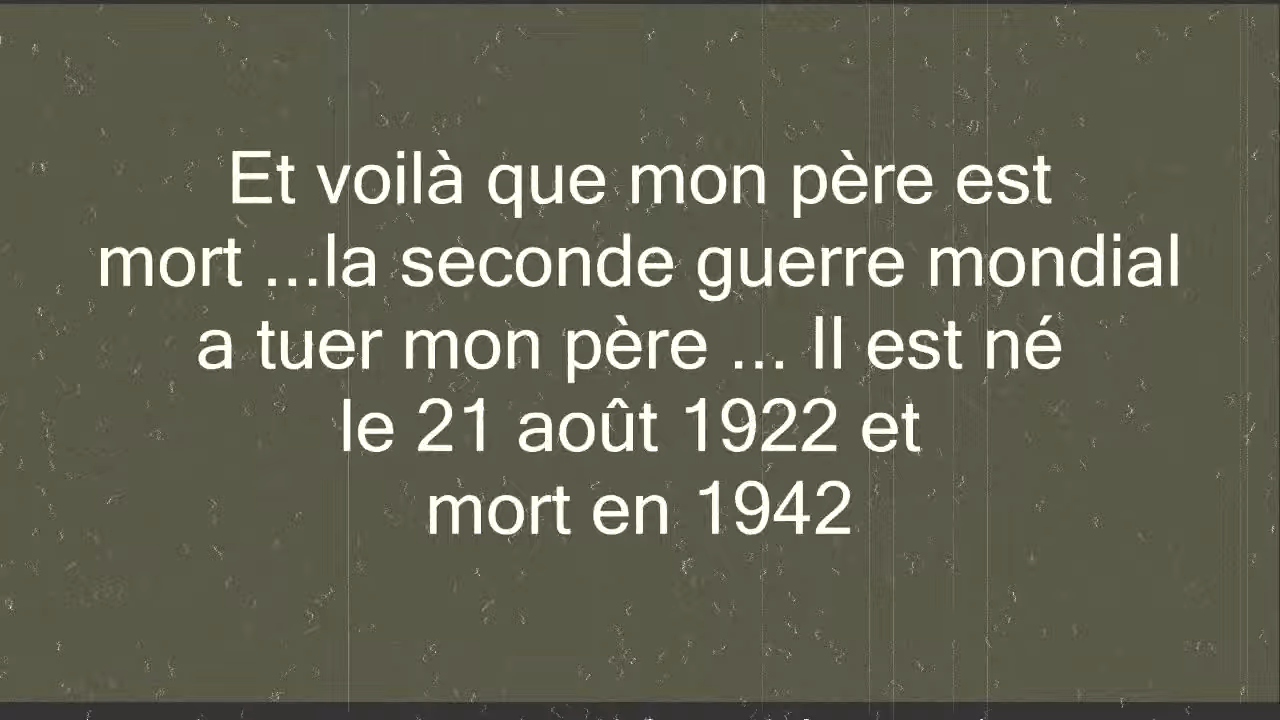 Et voilà que mon père est
mort ...la seconde guerre mondial
a tuer mon père ... Il est né
le 21 août 1922 et
mort en 1942